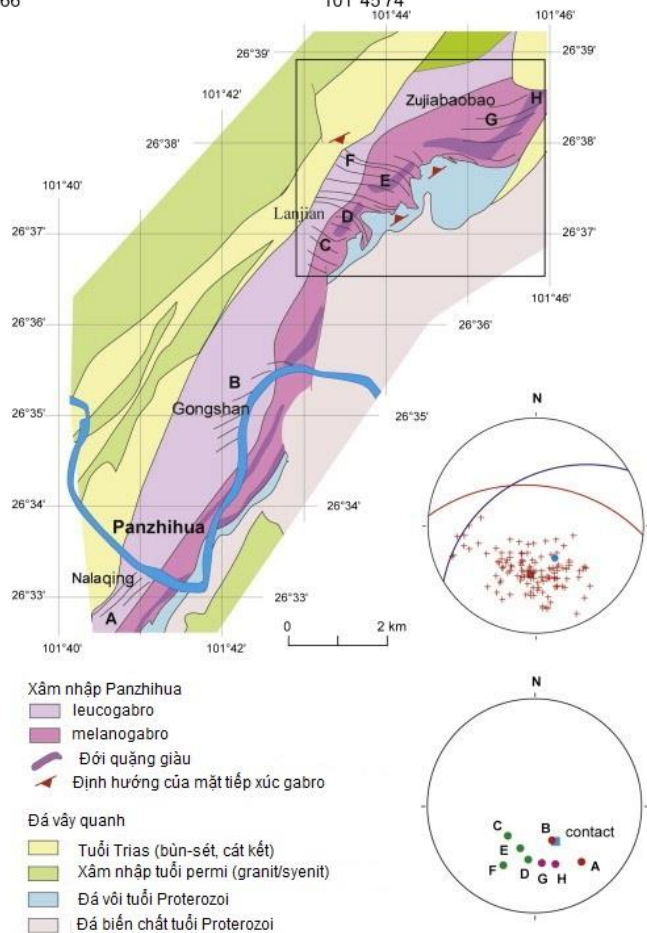 66
101°45'74
101°44'
101°46'
26°39'
26°39'
101°42'
Zujiabaobao
H
G
26°38'
26°38'
F
E
101°40'
Lanjian
D
26°37'
C
26°37'
101°46'
26°36'
26°36'
B
Gongshan
26°35'
26°35'
N
26°34'
26°34'
Panzhihua
Nalaqing
26°33'
26°33'
A
0
2 km
101°40'
101°42'
Xâm nhập Panzhihua
leucogabro
melanogabro
Đới quặng giàu
Định hướng của mặt tiếp xúc gabro
Đá vây quanh
Tuổi Trias (bùn-sét, cát kết)
Xâm nhập tuổi permi (granit/syenit)
Đá vôi tuổi Proterozoi
Đá biến chất tuổi Proterozoi
N
C
B
contact
E
F
D
G
H
A